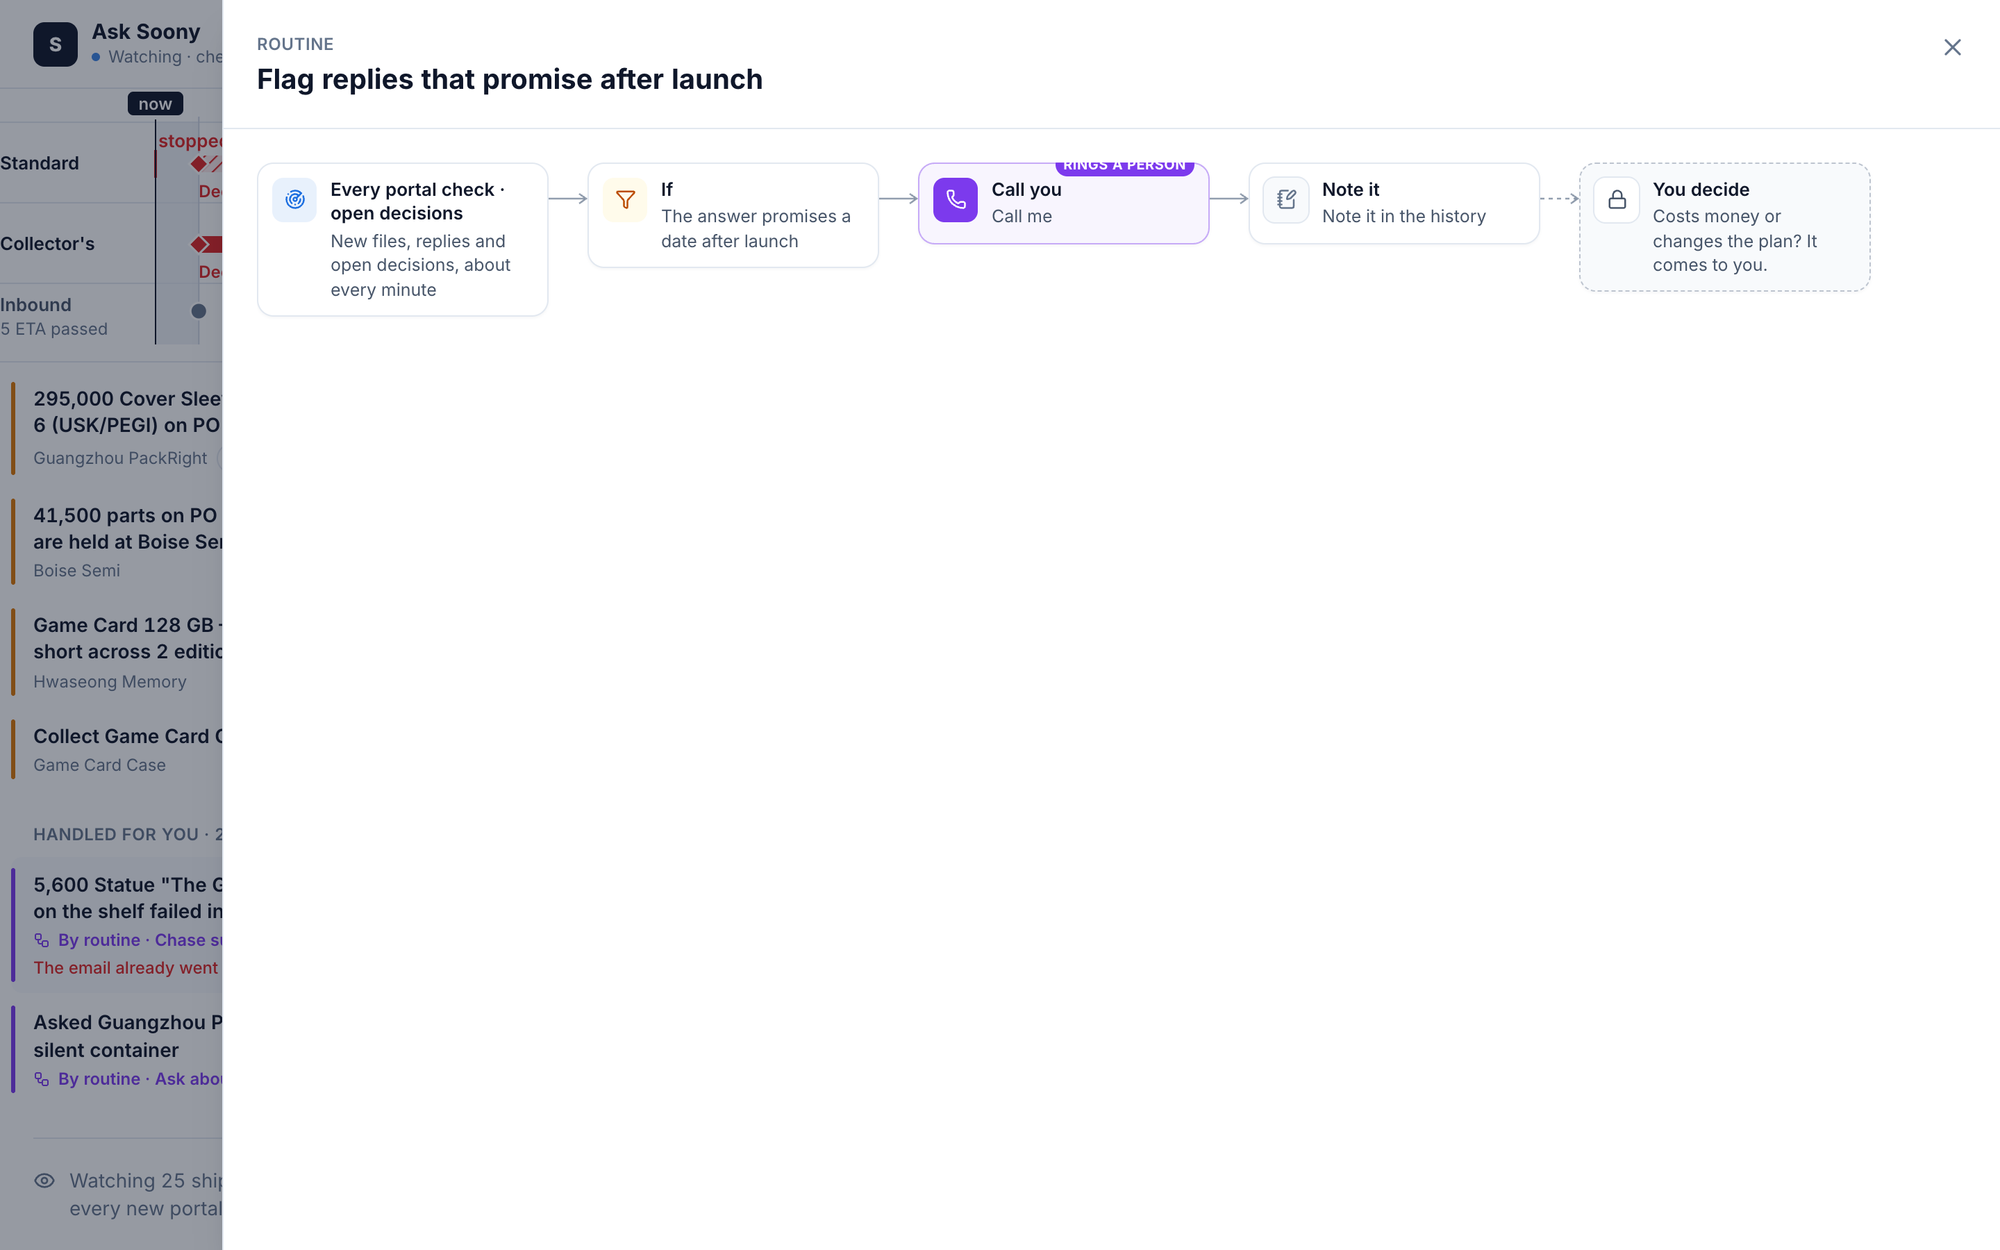 S
Ask Soony
Watching · che
now
stopped
Standard
Dec
Collector's
Dec
Inbound
5 ETA passed
295,000 Cover Slee
6 (USK/PEGI) on PO
Guangzhou PackRight
41,500 parts on PO
are held at Boise Se
Boise Semi
Game Card 128 GB -
short across 2 editio
Hwaseong Memory
Collect Game Card C
Game Card Case
HANDLED FOR YOU · 2
5,600 Statue "The G
on the shelf failed in
By routine · Chase su
The email already went
Asked Guangzhou P
silent container
By routine · Ask abou
Watching 25 ship
every new portal
ROUTINE
Flag replies that promise after launch
Every portal check ·
open decisions
New files, replies and
open decisions, about
every minute
If
The answer promises a
date after launch
RINGS A PERSON
Call you
Call me
Note it
Note it in the history
You decide
Costs money or
changes the plan? It
comes to you.